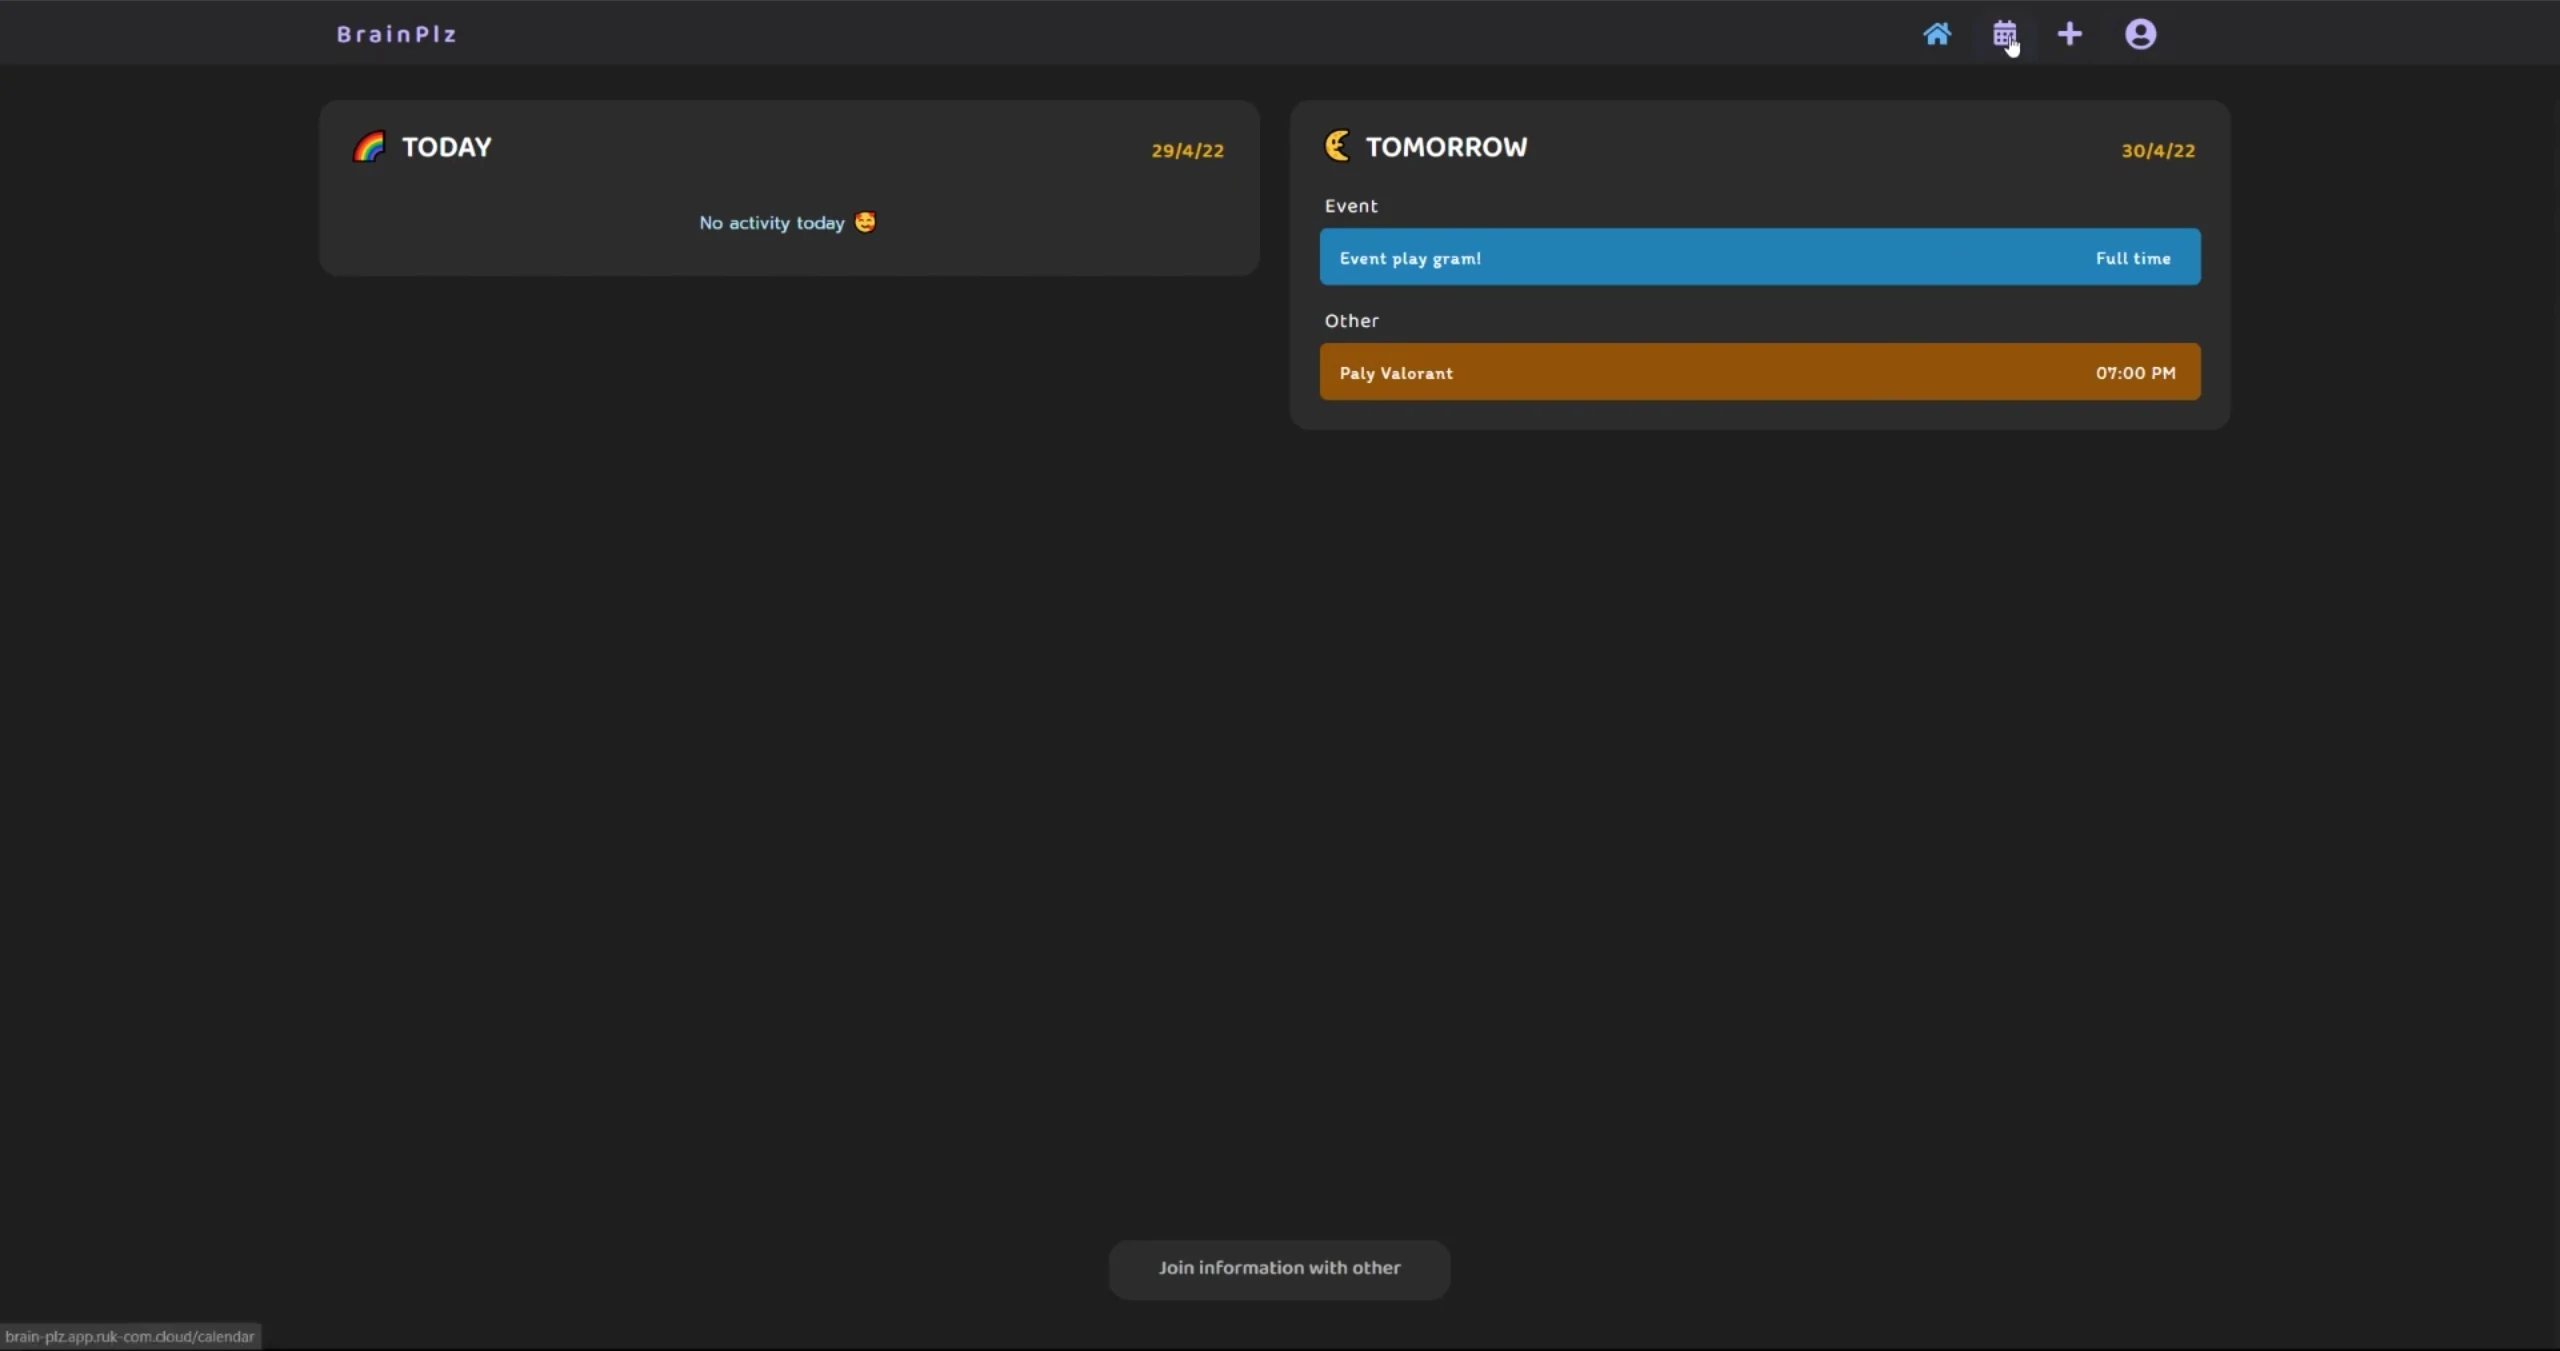 BrainPlz
TODAY
29/4/22
No activity today
TOMORROW
30/4/22
Event
Event play gram!
Full time
Other
Paly Valorant
07:00 PM
Join information with other
brain-plz.app.ruk-com.cloud/calendar